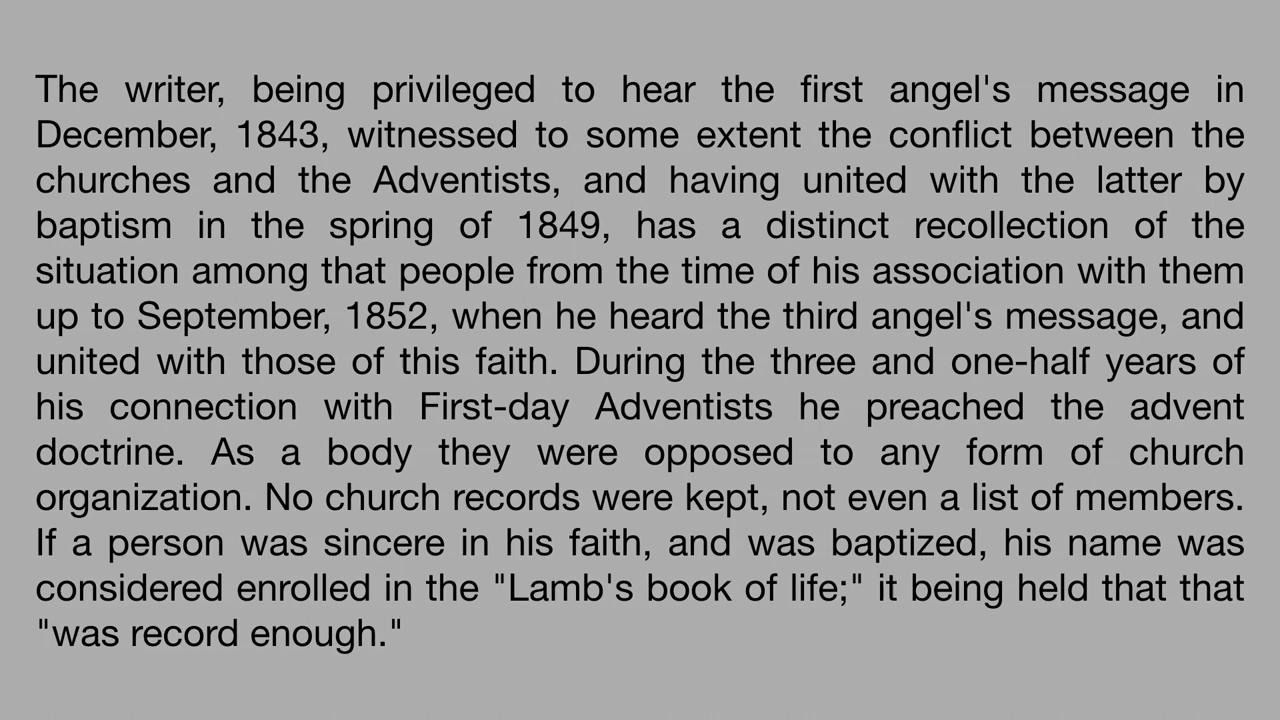 The writer, being privileged to hear the first angel's message in
December, 1843, witnessed to some extent the conflict between the
churches and the Adventists, and having united with the latter by
baptism in the spring of 1849, has a distinct recollection of the
situation among that people from the time of his association with them
up to September, 1852, when he heard the third angel's message, and
united with those of this faith. During the three and one-half years of
his connection with First-day Adventists he preached the advent
doctrine. As a body they were opposed to any form of church
organization. No church records were kept, not even a list of members.
If a person was sincere in his faith, and was baptized, his name was
considered enrolled in the "Lamb's book of life;" it being held that that
"was record enough."